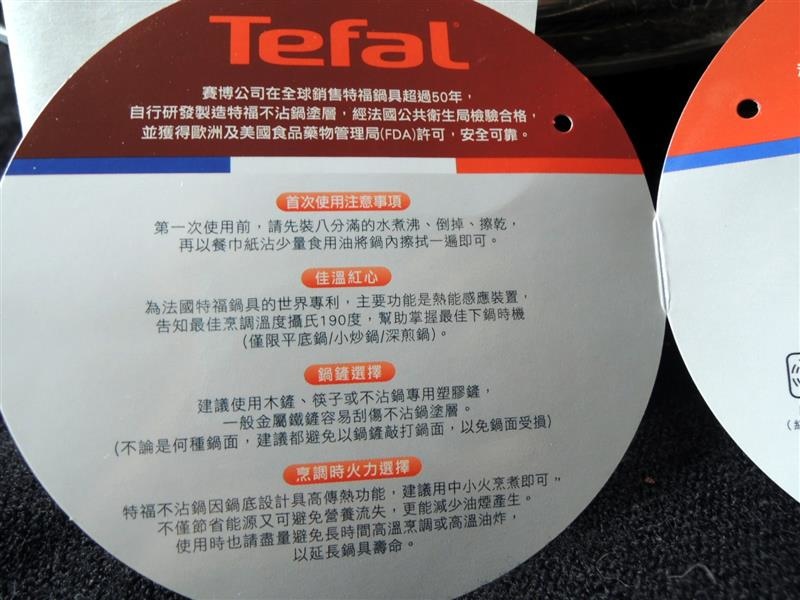 Tefal
賽博公司在全球銷售特福鍋具超過50年，
自行研發製造特福不沾鍋塗層，經法國公共衛生局檢驗合格，
並獲得歐洲及美國食品藥物管理局(FDA)許可，安全可靠。
首次使用注意事項
第一次使用前，請先裝八分滿的水煮沸、倒掉、擦乾，
再以餐巾紙沾少量食用油將鍋內擦拭一遍即可。
佳溫紅心
為法國特福鍋具的世界專利，主要功能是熱能感應裝置，
告知最佳烹調溫度攝氏190度，幫助掌握最佳下鍋時機
(僅限平底鍋/小炒鍋/深煎鍋)。
鍋鏟選擇
建議使用木鏟、筷子或不沾鍋專用塑膠鏟，
一般金屬鐵鏟容易刮傷不沾鍋塗層。
(不論是何種鍋面，建議都避免以鍋鏟敲打鍋面，以免鍋面受損)
烹調時火力選擇
特福不沾鍋因鍋底設計具高傳熱功能，建議用中小火烹煮即可，
不僅節省能源又可避免營養流失，更能減少油煙產生。
使用時也請盡量避免長時間高溫烹調或高溫油炸，
以延長鍋具壽命。